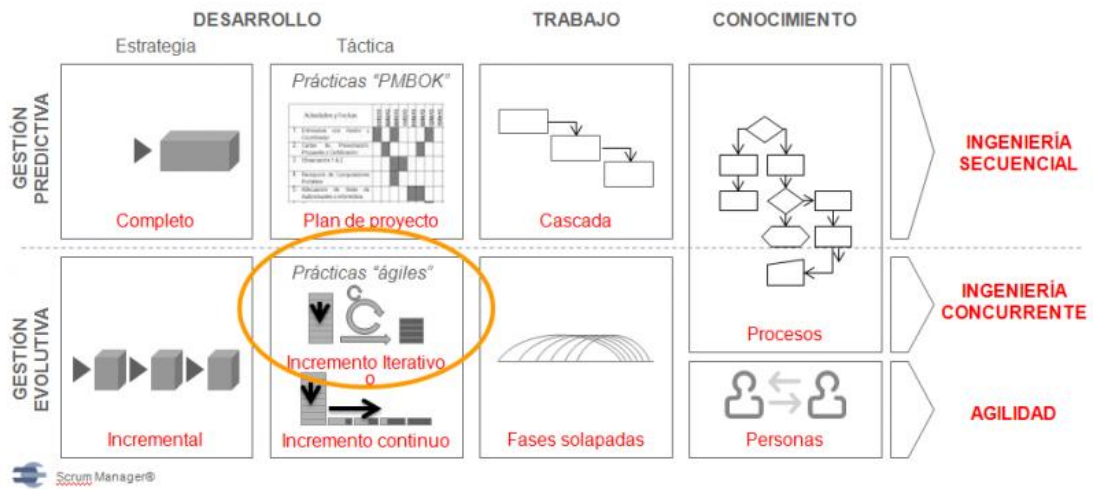 DESARROLLO
TRABAJO
CONOCIMIENTO
Estrategia
Táctica
GESTIÓN
PREDICTIVA
Prácticas "PMBOK"
Completo
Plan de proyecto
Cascada
INGENIERÍA
SECUENCIAL
GESTIÓN
EVOLUTIVA
Prácticas "ágiles"
Incremento Iterativo
o
Incremental
Incremento continuo
Fases solapadas
Procesos
Personas
INGENIERÍA
CONCURRENTE
AGILIDAD
Scrum Manager®